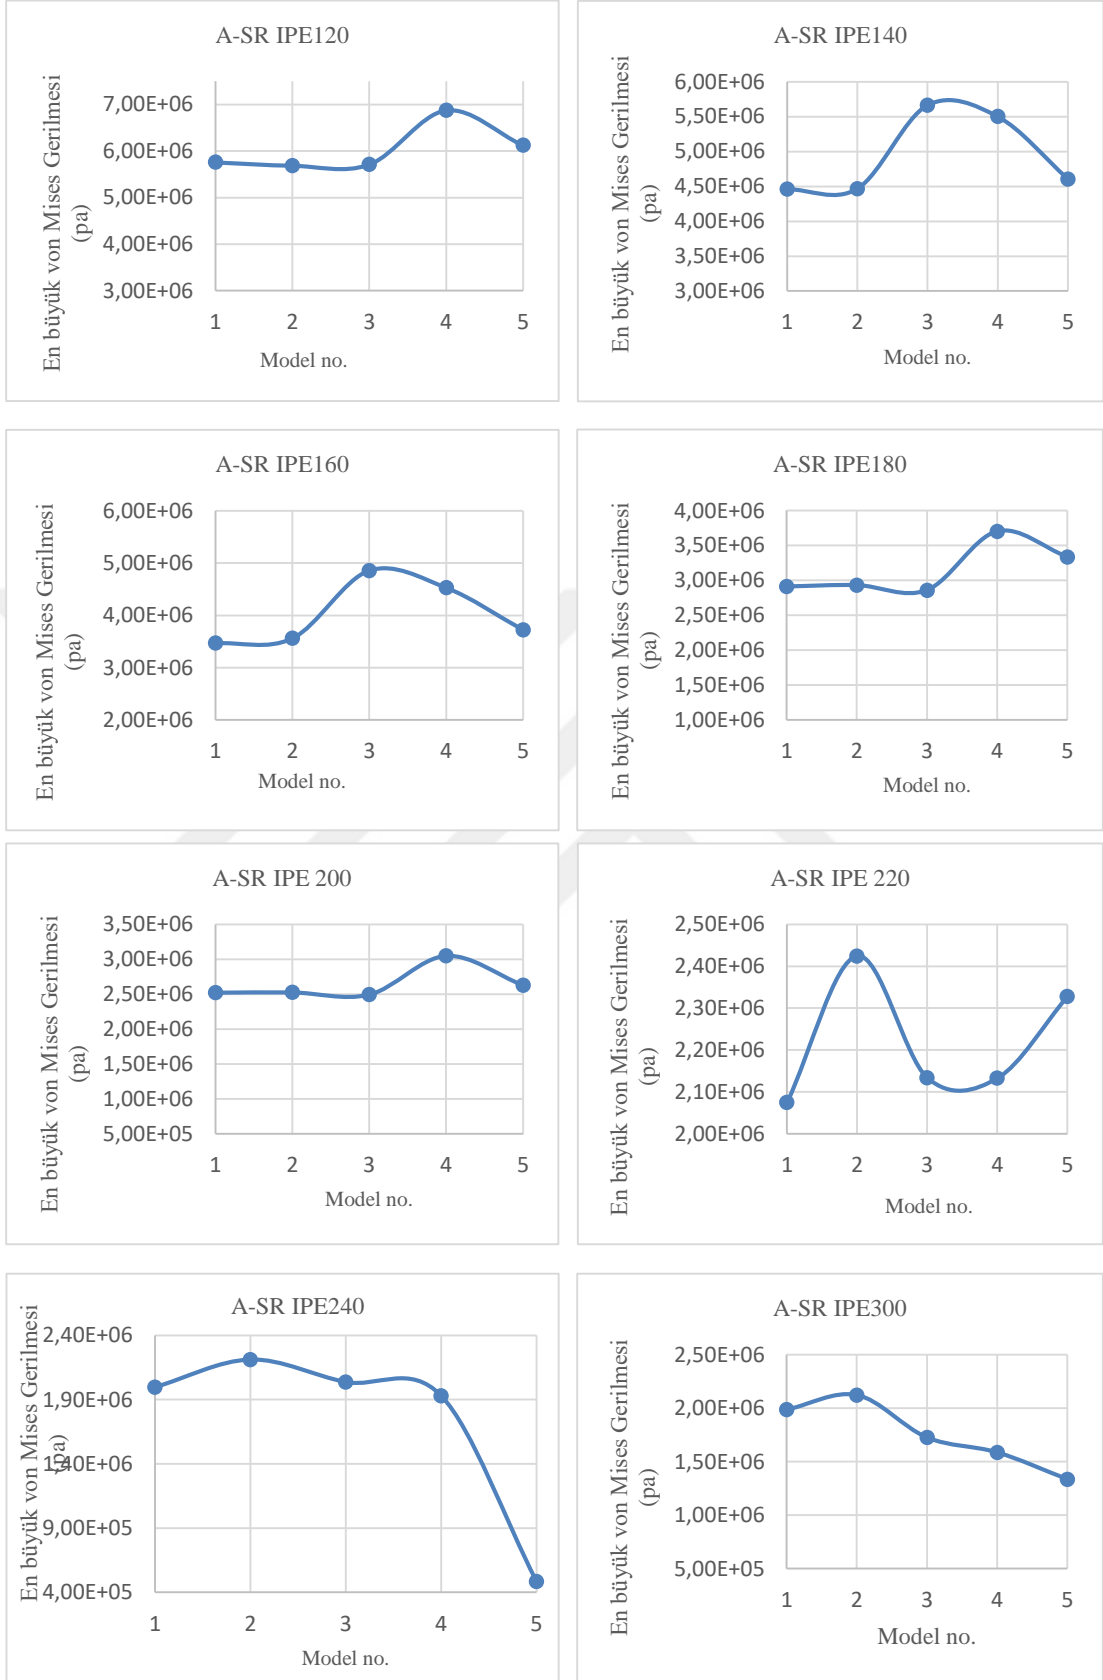 A-SR IPE120
En büyük von Mises Gerilmesi
(pa)
7,00E+06
6,00E+06
5,00E+06
4,00E+06
3,00E+06
1 2 3 4 5
Model no.
A-SR IPE140
En büyük von Mises Gerilmesi
(pa)
6,00E+06
5,50E+06
5,00E+06
4,50E+06
4,00E+06
3,50E+06
3,00E+06
1 2 3 4 5
Model no.
A-SR IPE160
En büyük von Mises Gerilmesi
(pa)
6,00E+06
5,00E+06
4,00E+06
3,00E+06
2,00E+06
1 2 3 4 5
Model no.
A-SR IPE180
En büyük von Mises Gerilmesi
(pa)
4,00E+06
3,50E+06
3,00E+06
2,50E+06
2,00E+06
1,50E+06
1,00E+06
1 2 3 4 5
Model no.
A-SR IPE 200
En büyük von Mises Gerilmesi
(pa)
3,50E+06
3,00E+06
2,50E+06
2,00E+06
1,50E+06
1,00E+06
5,00E+05
1 2 3 4 5
Model no.
A-SR IPE 220
En büyük von Mises Gerilmesi
(pa)
2,50E+06
2,40E+06
2,30E+06
2,20E+06
2,10E+06
2,00E+06
1 2 3 4 5
Model no.
A-SR IPE240
En büyük von Mises Gerilmesi
(pa)
2,40E+06
1,90E+06
1,40E+06
9,00E+05
4,00E+05
1 2 3 4 5
Model no.
A-SR IPE300
En büyük von Mises Gerilmesi
(pa)
2,50E+06
2,00E+06
1,50E+06
1,00E+06
5,00E+05
1 2 3 4 5
Model no.